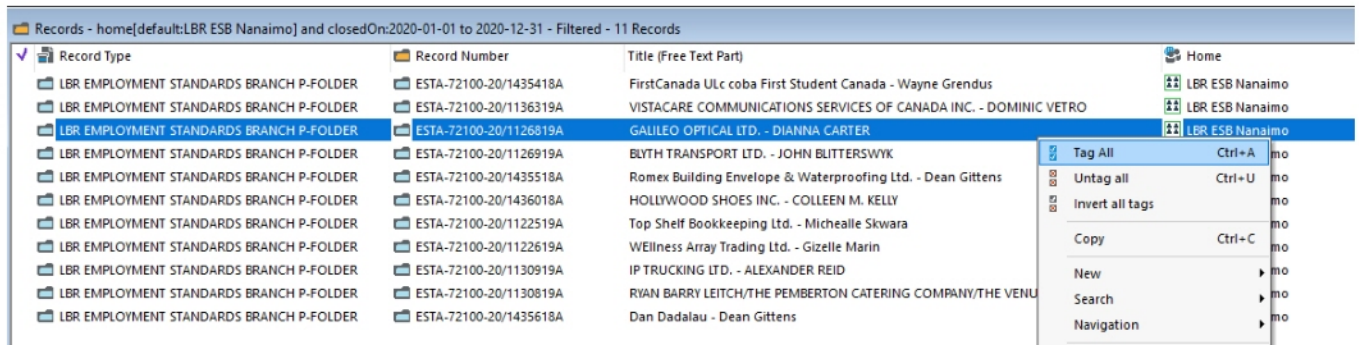 Records - home[default:LBR ESB Nanaimo] and closedOn:2020-01-01 to 2020-12-31 - Filtered - 11 Records
Record Type Record Number Title (Free Text Part) Home
LBR EMPLOYMENT STANDARDS BRANCH P-FOLDER ESTA-72100-20/1435418A FirstCanada ULc coba First Student Canada - Wayne Grendus LBR ESB Nanaimo
LBR EMPLOYMENT STANDARDS BRANCH P-FOLDER ESTA-72100-20/1136319A VISTACARE COMMUNICATIONS SERVICES OF CANADA INC. - DOMINIC VETRO LBR ESB Nanaimo
LBR EMPLOYMENT STANDARDS BRANCH P-FOLDER ESTA-72100-20/1126819A GALILEO OPTICAL LTD. - DIANNA CARTER LBR ESB Nanaimo
LBR EMPLOYMENT STANDARDS BRANCH P-FOLDER ESTA-72100-20/1126919A BLYTH TRANSPORT LTD. - JOHN BLITTERSWYK Tag All Ctrl+A mo
LBR EMPLOYMENT STANDARDS BRANCH P-FOLDER ESTA-72100-20/1435518A Romex Building Envelope & Waterproofing Ltd. - Dean Gittens Untag all Ctrl+U mo
LBR EMPLOYMENT STANDARDS BRANCH P-FOLDER ESTA-72100-20/1436018A HOLLYWOOD SHOES INC. - COLLEEN M. KELLY Invert all tags mo
LBR EMPLOYMENT STANDARDS BRANCH P-FOLDER ESTA-72100-20/1122519A Top Shelf Bookkeeping Ltd. - Michealle Skwara mo
Copy Ctrl+C
LBR EMPLOYMENT STANDARDS BRANCH P-FOLDER ESTA-72100-20/1122619A WEllness Array Trading Ltd. - Gizelle Marin mo
LBR EMPLOYMENT STANDARDS BRANCH P-FOLDER ESTA-72100-20/1130919A IP TRUCKING LTD. - ALEXANDER REID New mo
LBR EMPLOYMENT STANDARDS BRANCH P-FOLDER ESTA-72100-20/1130819A RYAN BARRY LEITCH/THE PEMBERTON CATERING COMPANY/THE VENU Search mo
LBR EMPLOYMENT STANDARDS BRANCH P-FOLDER ESTA-72100-20/1435618A Dan Dadalau - Dean Gittens Navigation mo